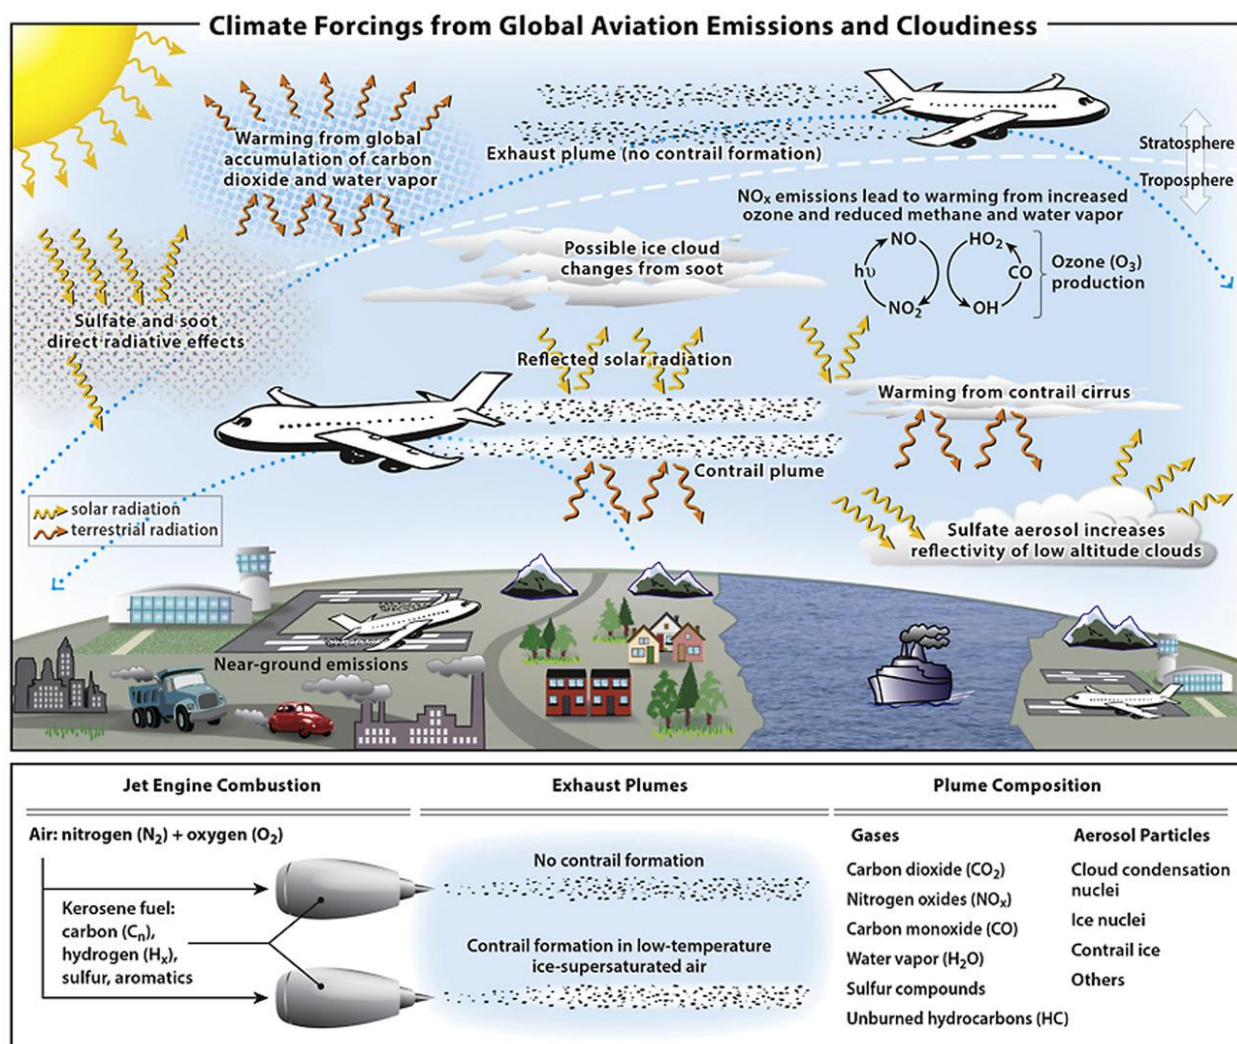 Climate Forcings from Global Aviation Emissions and Cloudiness
Warming from global
accumulation of carbon
dioxide and water vapor
Exhaust plume (no contrail formation)
Stratosphere
Troposphere
NOₓ emissions lead to warming from increased
ozone and reduced methane and water vapor
NO
HO₂
hυ
CO
NO₂
OH
Ozone (O₃)
production
Possible ice cloud
changes from soot
Sulfate and soot
direct radiative effects
Reflected solar radiation
Warming from contrail cirrus
Contrail plume
solar radiation
terrestrial radiation
Sulfate aerosol increases
reflectivity of low altitude clouds
Near-ground emissions
Jet Engine Combustion
Air: nitrogen (N₂) + oxygen (O₂)
Kerosene fuel:
carbon (Cₙ),
hydrogen (Hₓ),
sulfur, aromatics
Exhaust Plumes
No contrail formation
Contrail formation in low-temperature
ice-supersaturated air
Plume Composition
Gases
Carbon dioxide (CO₂)
Nitrogen oxides (NOₓ)
Carbon monoxide (CO)
Water vapor (H₂O)
Sulfur compounds
Unburned hydrocarbons (HC)
Aerosol Particles
Cloud condensation
nuclei
Ice nuclei
Contrail ice
Others